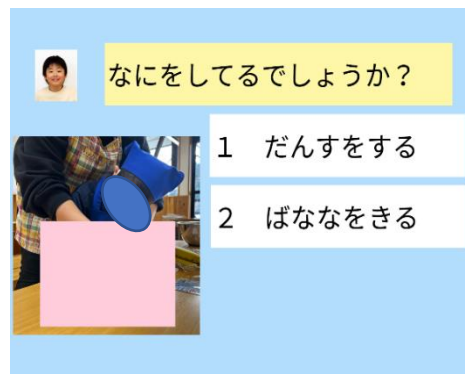 なにをしてるでしょうか？
１　だんすをする
２　ばななをきる